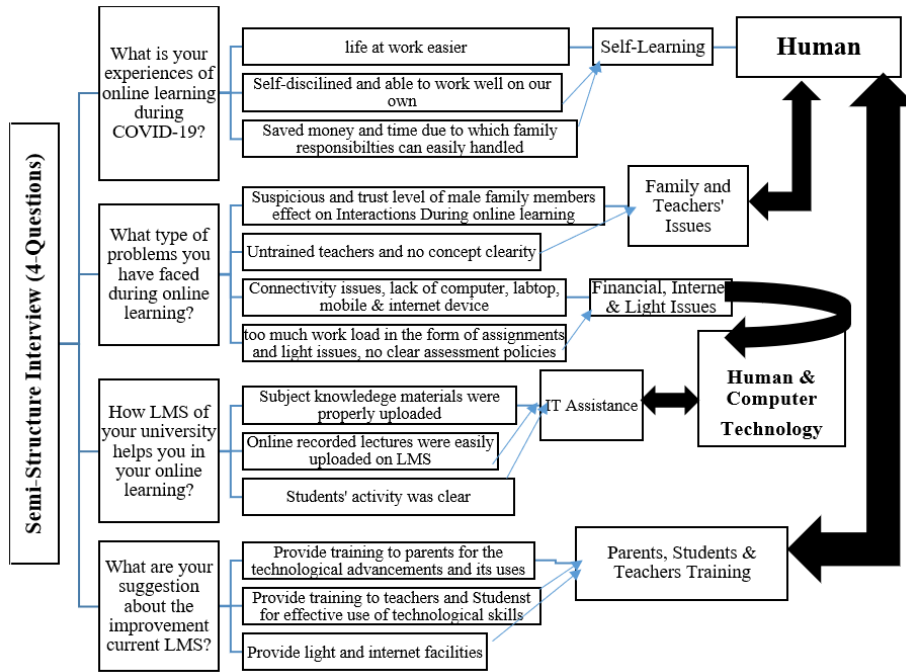 Semi-Structure Interview (4-Questions)
What is your
experiences of
online learning
during
COVID-19?
life at work easier
Self-discilined and able to work well on our
own
Saved money and time due to which family
responsibilties can easily handled
Self-Learning
Human
What type of
problems you
have faced
during online
learning?
Suspicious and trust level of male family members
effect on Interactions During online learning
Untrained teachers and no concept clearity
Connectivity issues, lack of computer, labtop,
mobile & internet device
too much work load in the form of assignments
and light issues, no clear assessment policies
Family and
Teachers'
Issues
Financial, Internet
& Light Issues
Human &
Computer
Technology
How LMS of
your university
helps you in
your online
learning?
Subject knowledege materials were
properly uploaded
Online recorded lectures were easily
uploaded on LMS
Students' activity was clear
IT Assistance
What are your
suggestion
about the
improvement
current LMS?
Provide training to parents for the
technological advancements and its uses
Provide training to teachers and Studenst
for effective use of technological skills
Provide light and internet facilities
Parents, Students &
Teachers Training